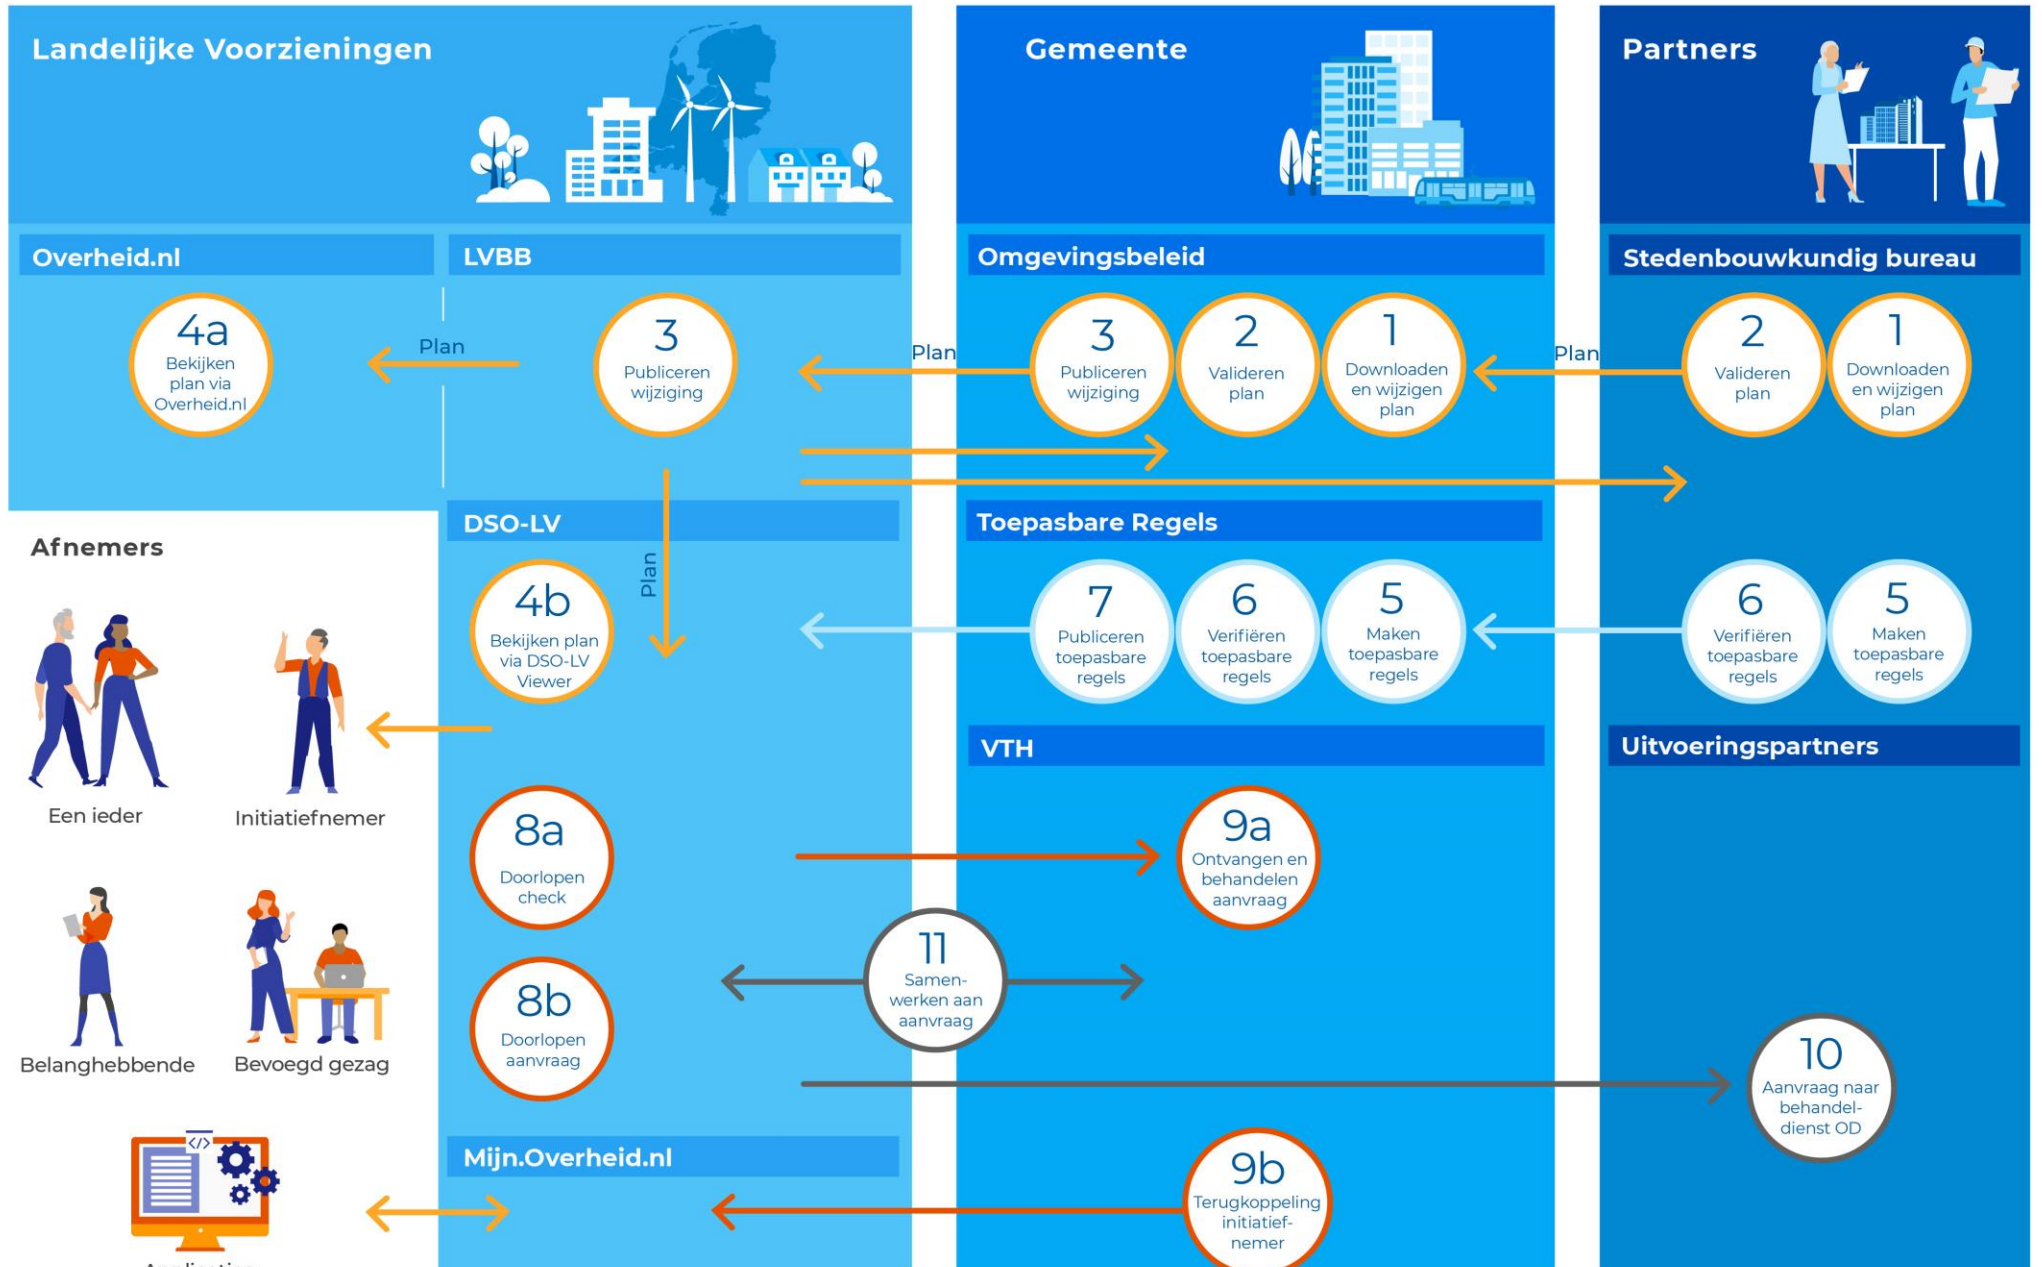 Landelijke Voorzieningen
Gemeente
Partners
Overheid.nl
LVBB
Omgevingsbeleid
Stedenbouwkundig bureau
4a
Bekijken
plan via
Overheid.nl
Plan
3
Publiceren
wijziging
Plan
3
Publiceren
wijziging
2
Valideren
plan
1
Downloaden
en wijzigen
plan
Plan
2
Valideren
plan
1
Downloaden
en wijzigen
plan
DSO-LV
Toepasbare Regels
Afnemers
4b
Bekijken plan
via DSO-LV
Viewer
Plan
7
Publiceren
toepasbare
regels
6
Verifiëren
toepasbare
regels
5
Maken
toepasbare
regels
6
Verifiëren
toepasbare
regels
5
Maken
toepasbare
regels
VTH
Uitvoeringspartners
Een ieder
Initiatiefnemer
8a
Doorlopen
check
9a
Ontvangen en
behandelen
aanvraag
11
Samen-
werken aan
aanvraag
8b
Doorlopen
aanvraag
Belanghebbende
Bevoegd gezag
10
Aanvraag naar
behandel-
dienst OD
</>
Mijn.Overheid.nl
9b
Terugkoppeling
initiatief-
nemer